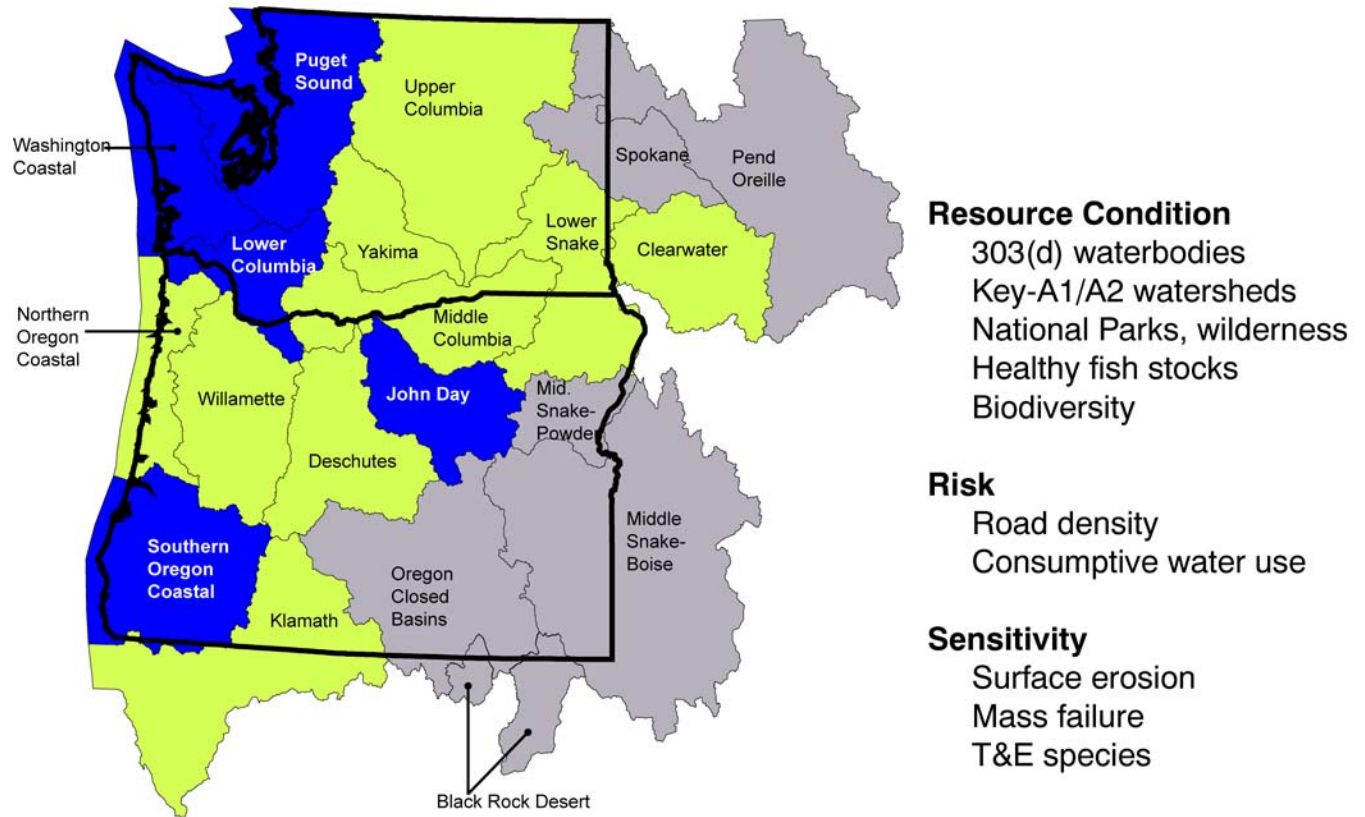 Puget
Sound
Upper
Columbia
Washington
Coastal
Spokane
Pend
Oreille
Lower
Columbia
Yakima
Lower
Snake
Clearwater
Northern
Oregon
Coastal
Middle
Columbia
Willamette
John Day
Mid.
Snake-
Powder
Deschutes
Southern
Oregon
Coastal
Middle
Snake-
Boise
Oregon
Closed
Basins
Klamath
Black Rock Desert
Resource Condition
303(d) waterbodies
Key-A1/A2 watersheds
National Parks, wilderness
Healthy fish stocks
Biodiversity
Risk
Road density
Consumptive water use
Sensitivity
Surface erosion
Mass failure
T&E species